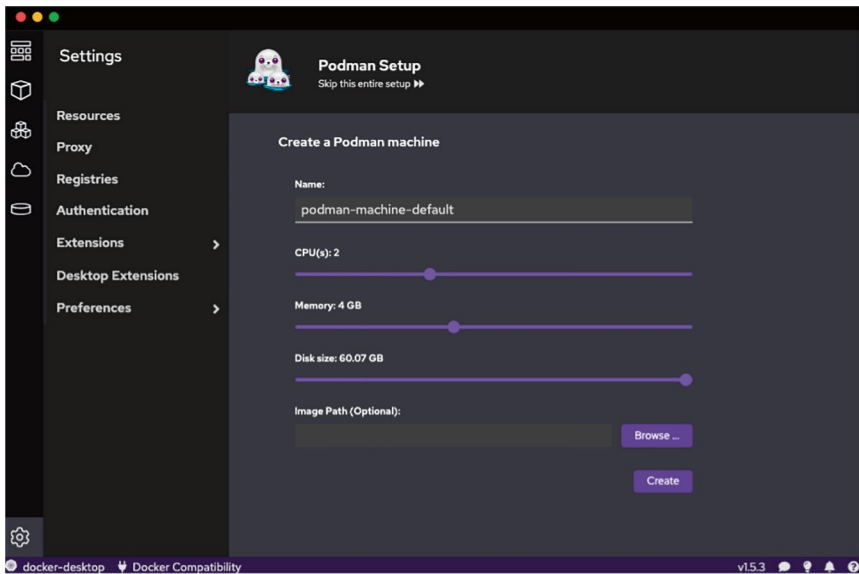 Settings
Resources
Proxy
Registries
Authentication
Extensions
Desktop Extensions
Preferences
Podman Setup
Skip this entire setup
Create a Podman machine
Name:
podman-machine-default
CPU(s): 2
Memory: 4 GB
Disk size: 60.07 GB
Image Path (Optional):
Browse ...
Create
docker-desktop Docker Compatibility v1.5.3